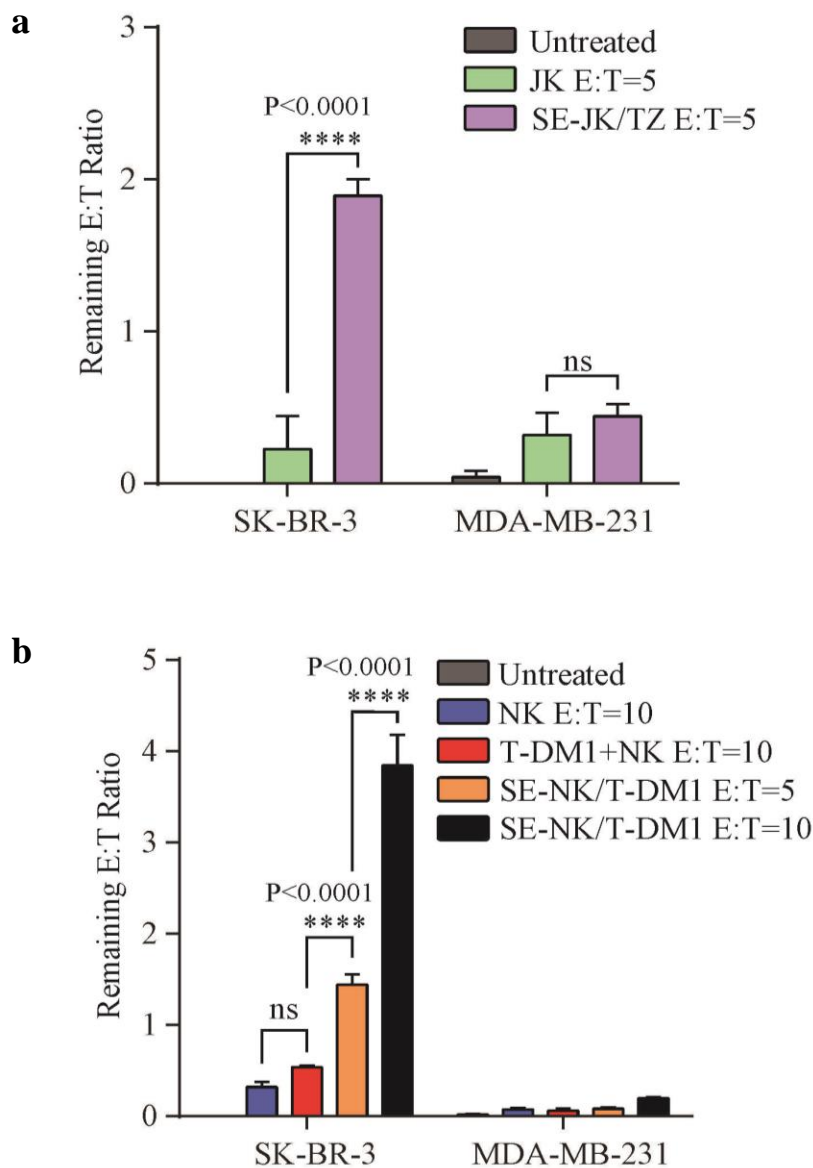 a
Remaining E:T Ratio
3
2
1
0
Untreated
JK E:T=5
SE-JK/TZ E:T=5
P<0.0001
****
ns
SK-BR-3
MDA-MB-231
b
Remaining E:T Ratio
5
4
3
2
1
0
Untreated
NK E:T=10
T-DM1+NK E:T=10
SE-NK/T-DM1 E:T=5
SE-NK/T-DM1 E:T=10
P<0.0001
****
P<0.0001
****
ns
SK-BR-3
MDA-MB-231